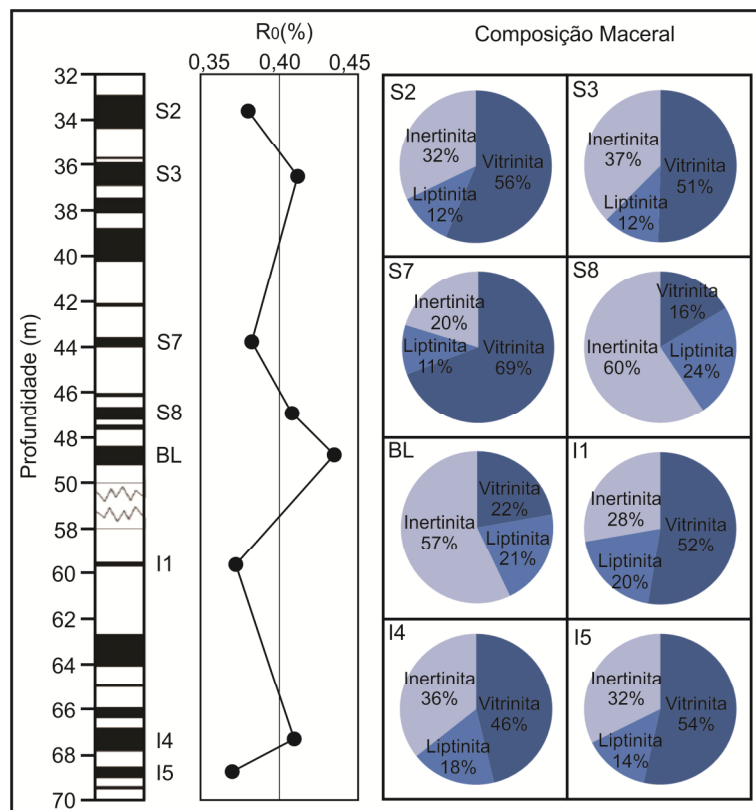 R0(%)
0,35 0,40 0,45
Composição Maceral
Profundidade (m)
32
34
36
38
40
42
44
46
48
50
58
60
62
64
66
68
70
S2
S3
S7
S8
BL
I1
I4
I5
S2
Inertinita
32%
Vitrinita
56%
Liptinita
12%
S3
Inertinita
37%
Vitrinita
51%
Liptinita
12%
S7
Inertinita
20%
Liptinita
11%
Vitrinita
69%
S8
Vitrinita
16%
Inertinita
60%
Liptinita
24%
BL
Vitrinita
22%
Inertinita
57%
Liptinita
21%
I1
Inertinita
28%
Vitrinita
52%
Liptinita
20%
I4
Inertinita
36%
Vitrinita
46%
Liptinita
18%
I5
Inertinita
32%
Vitrinita
54%
Liptinita
14%